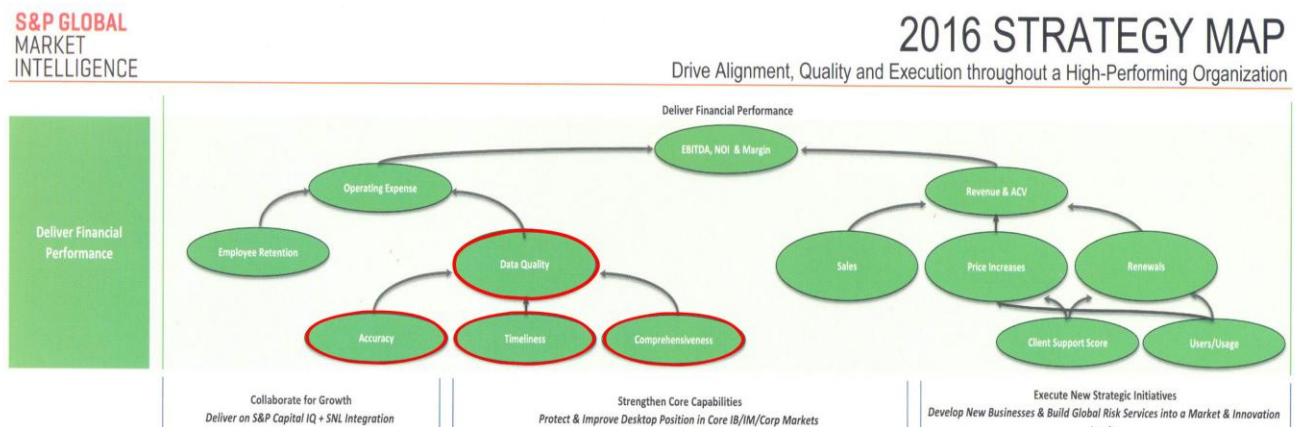 S&P GLOBAL
MARKET
INTELLIGENCE
2016 STRATEGY MAP
Drive Alignment, Quality and Execution throughout a High-Performing Organization
Deliver Financial Performance
EBITDA, NOI & Margin
Operating Expense
Revenue & ACV
Deliver Financial
Performance
Employee Retention
Data Quality
Sales
Price Increases
Renewals
Accuracy
Timeliness
Comprehensiveness
Client Support Score
Users/Usage
Collaborate for Growth
Deliver on S&P Capital IQ + SNL Integration
Strengthen Core Capabilities
Protect & Improve Desktop Position in Core IB/IM/Corp Markets
Execute New Strategic Initiatives
Develop New Businesses & Build Global Risk Services into a Market & Innovation